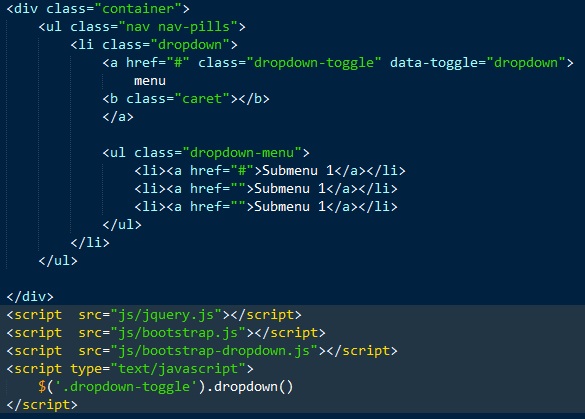 <div class="container">
    <ul class="nav nav-pills">
        <li class="dropdown">
            <a href="#" class="dropdown-toggle" data-toggle="dropdown">
                menu
            <b class="caret"></b>
            </a>

            <ul class="dropdown-menu">
                <li><a href="#">Submenu 1</a></li>
                <li><a href="">Submenu 1</a></li>
                <li><a href="">Submenu 1</a></li>
            </ul>
        </li>
    </ul>

</div>
<script  src="js/jquery.js"></script>
<script  src="js/bootstrap.js"></script>
<script  src="js/bootstrap-dropdown.js"></script>
<script type="text/javascript">
    $('.dropdown-toggle').dropdown()
</script>